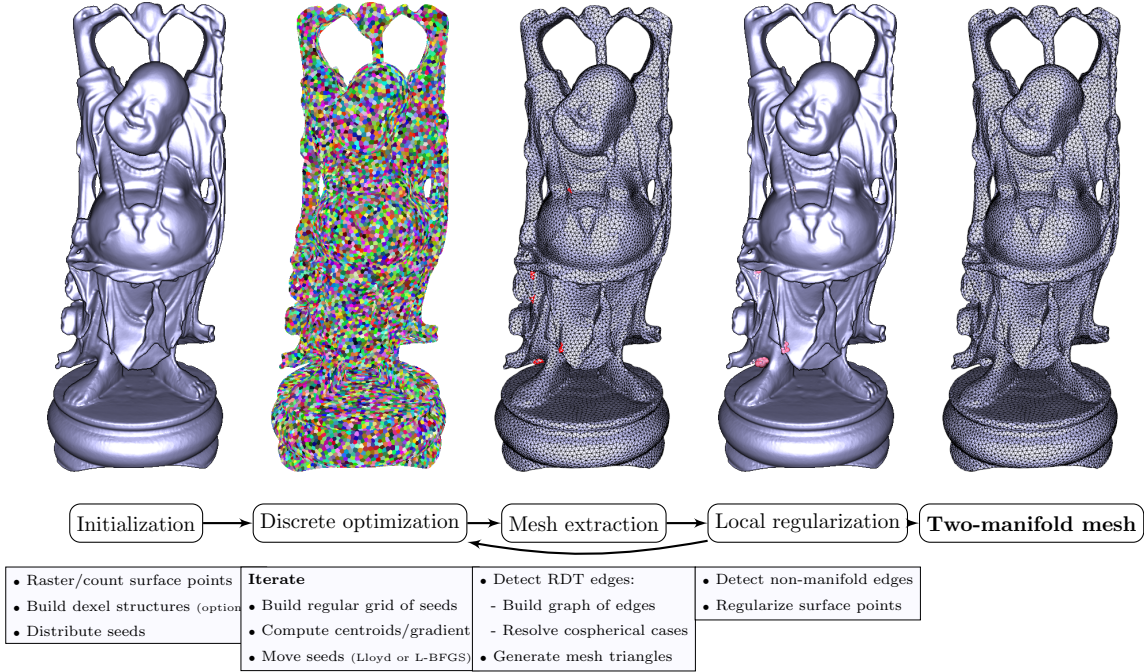 Initialization
Discrete optimization
Mesh extraction
Local regularization
Two-manifold mesh
• Raster/count surface points
• Build dexel structures (option
• Distribute seeds
Iterate
• Build regular grid of seeds
• Compute centroids/gradient
• Move seeds (Lloyd or L-BFGS)
• Detect RDT edges:
- Build graph of edges
- Resolve cospherical cases
• Generate mesh triangles
• Detect non-manifold edges
• Regularize surface points